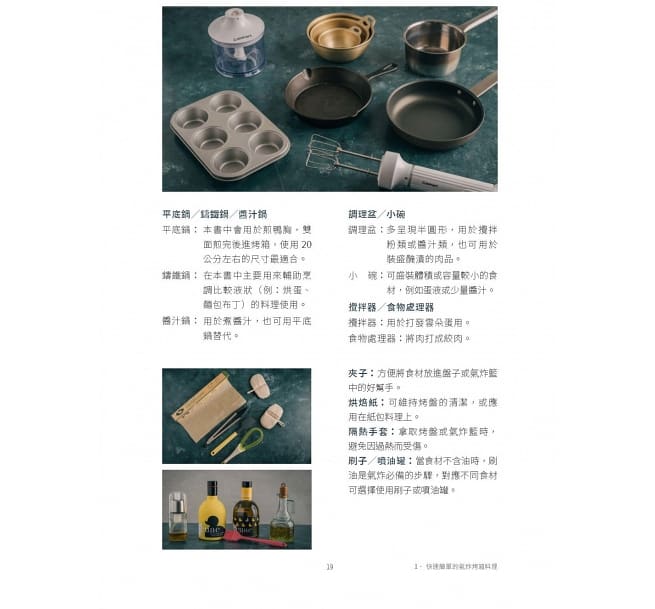 平底鍋／鑄鐵鍋／醬汁鍋
平底鍋：本書中會用於煎鴨胸，雙
面煎完後進烤箱，使用 20
公分左右的尺寸最適合。
鑄鐵鍋：在本書中主要用來輔助烹
調比較液狀（例：烘蛋、
麵包布丁）的料理使用。
醬汁鍋：用於煮醬汁，也可用平底
鍋替代。
調理盆／小碗
調理盆：多呈現半圓形，用於攪拌
粉類或醬汁類，也可用於
裝盛醃漬的肉品。
小　碗：可盛裝體積或容量較小的食
材，例如蛋液或少量醬汁。
攪拌器／食物處理器
攪拌器：用於打發雲朵蛋用。
食物處理器：將肉打成絞肉。
夾子：方便將食材放進盤子或氣炸籃
中的好幫手。
烘焙紙：可維持烤盤的清潔，或應
用在紙包料理上。
隔熱手套：拿取烤盤或氣炸籃時，
避免因過熱而受傷。
刷子／噴油罐：當食材不含油時，刷
油是氣炸必備的步驟，對應不同食材
可選擇使用刷子或噴油罐。
19
1． 快速簡單的氣炸烤箱料理